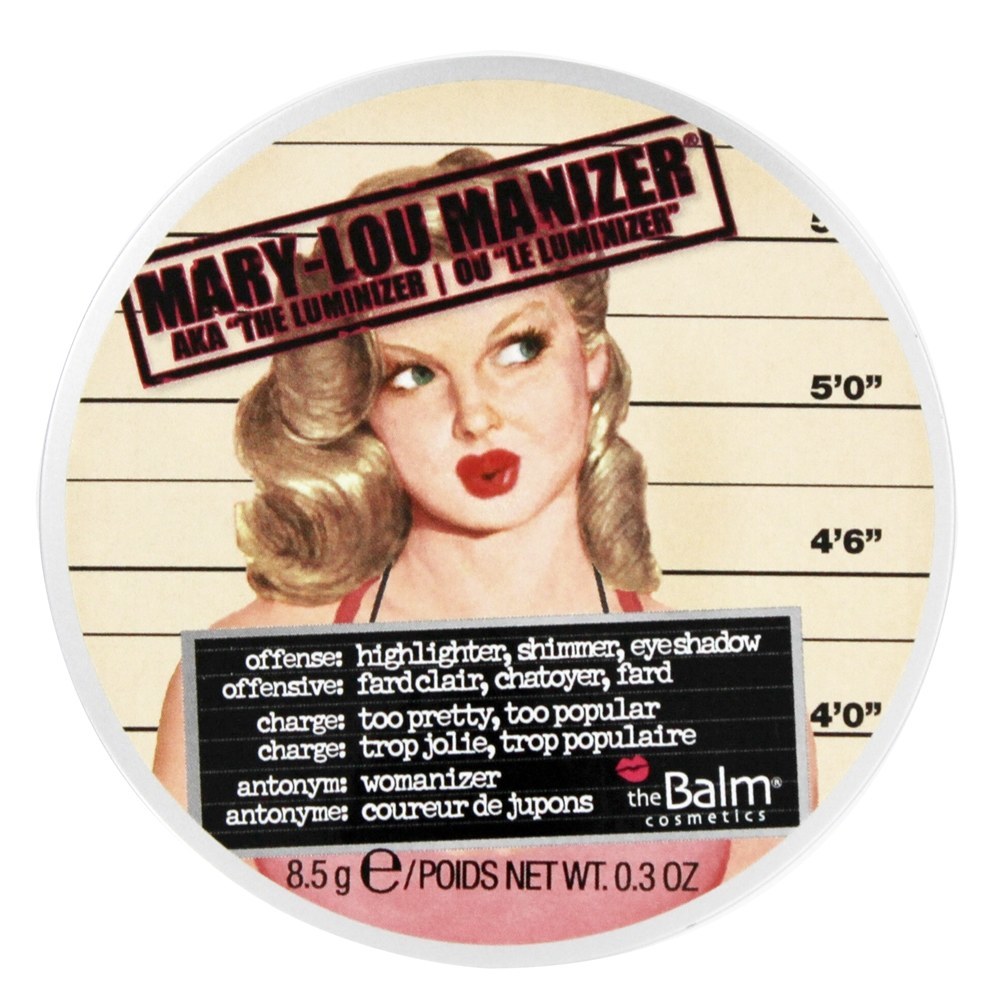 MARY-LOU MANIZER®
AKA "THE LUMINIZER | OU "LE LUMINIZER"
5'0”
4'6”
4'0”
offense: highlighter, shimmer, eyeshadow
offensive: fard clair, chatoyer, fard
charge: too pretty, too popular
charge: trop jolie, trop populaire
antonym: womanizer
antonyme: coureur de jupons
theBalm®
cosmetics
8.5 g e/POIDS NET WT. 0.3 OZ